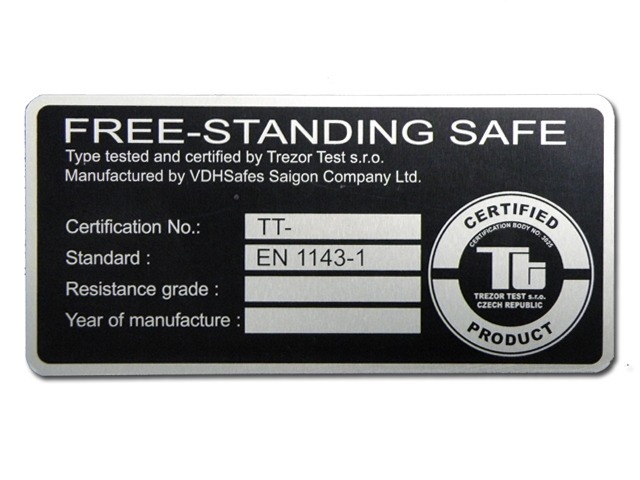 FREE-STANDING SAFE
Type tested and certified by Trezor Test s.r.o.
Manufactured by VDHSafes Saigon Company Ltd.
Certification No.: TT-
Standard : EN 1143-1
Resistance grade :
Year of manufacture :
CERTIFIED
CERTIFICATION BODY NO. 3025
Tt
TREZOR TEST s.r.o.
CZECH REPUBLIC
PRODUCT